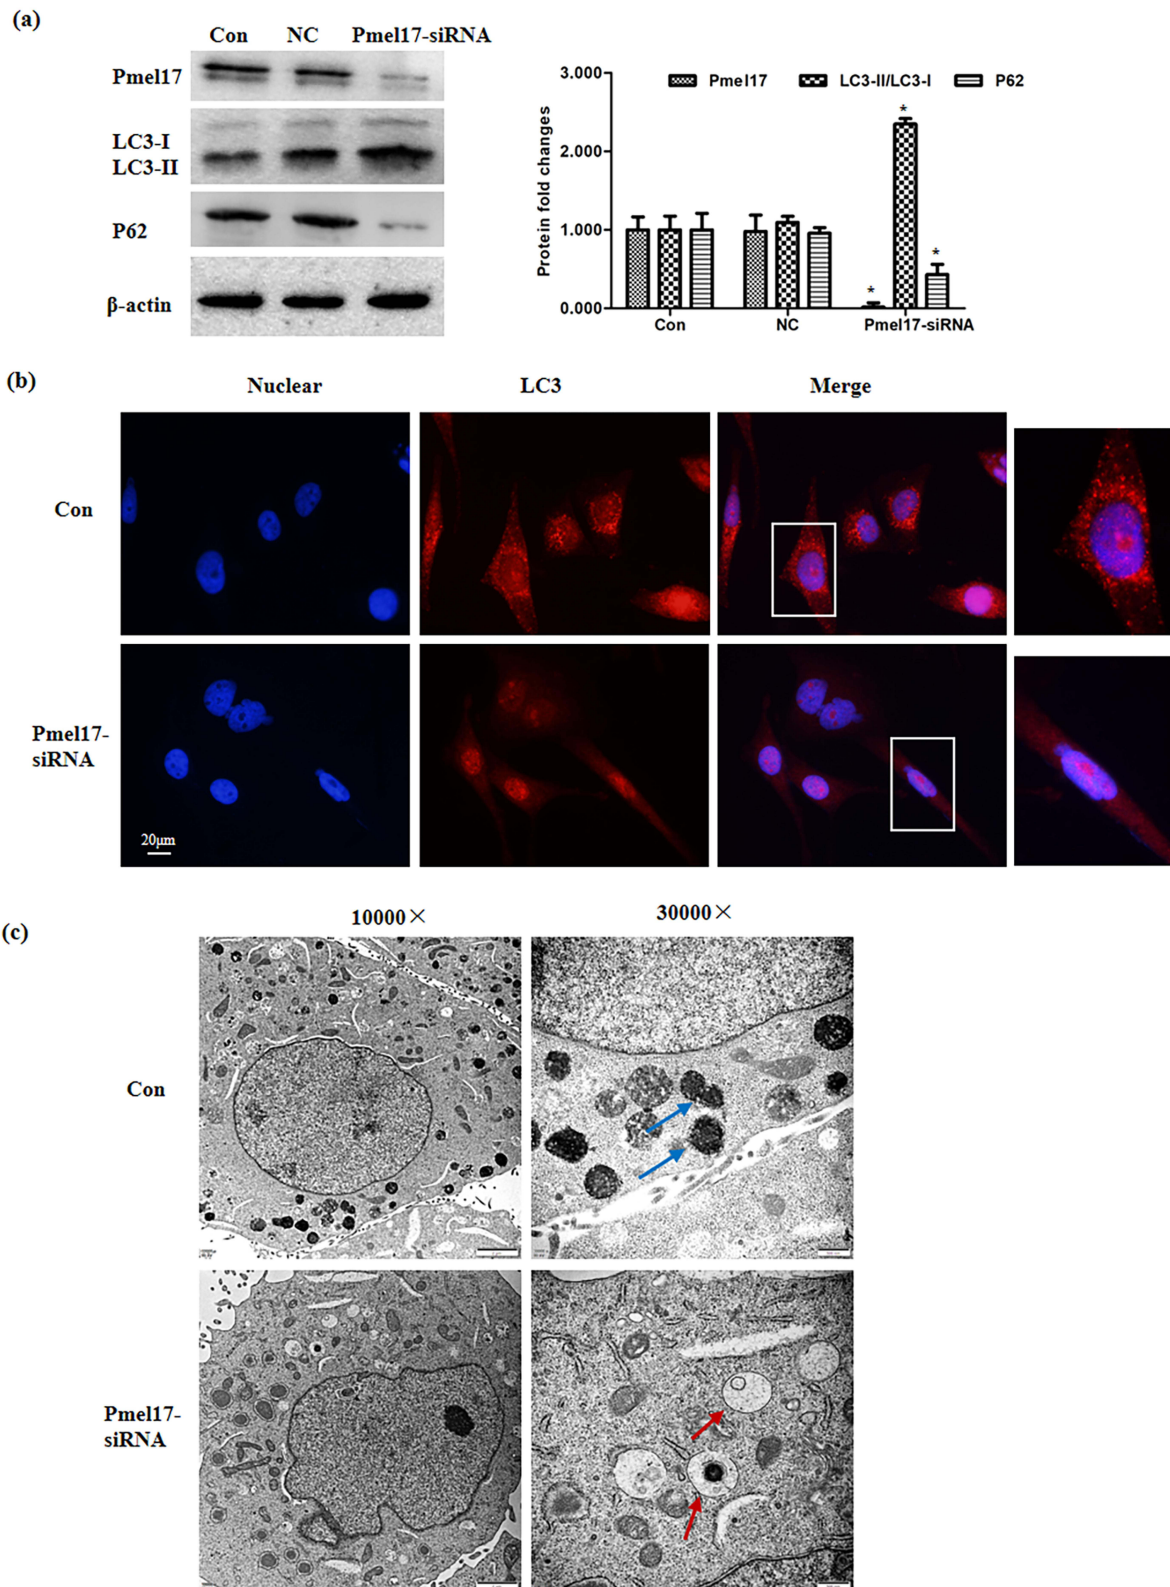 (a)
Con NC Pmel17-siRNA
Pmel17
LC3-I
LC3-II
P62
β-actin
Pmel17 LC3-II/LC3-I P62
Protein fold changes
3.000
2.000
1.000
0.000
* * *
Con NC Pmel17-siRNA
(b)
Nuclear LC3 Merge
Con
Pmel17-
siRNA
20μm
(c)
10000× 30000×
Con
Pmel17-
siRNA